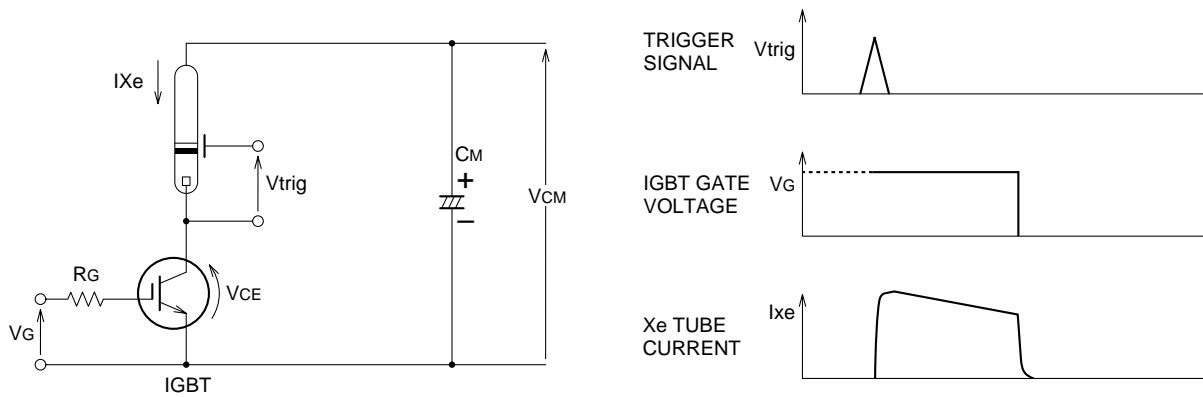 IXe
Vtrig
CM
+
−
VCM
RG
VCE
VG
IGBT
TRIGGER
SIGNAL
Vtrig
IGBT GATE
VOLTAGE
VG
Xe TUBE
CURRENT
Ixe